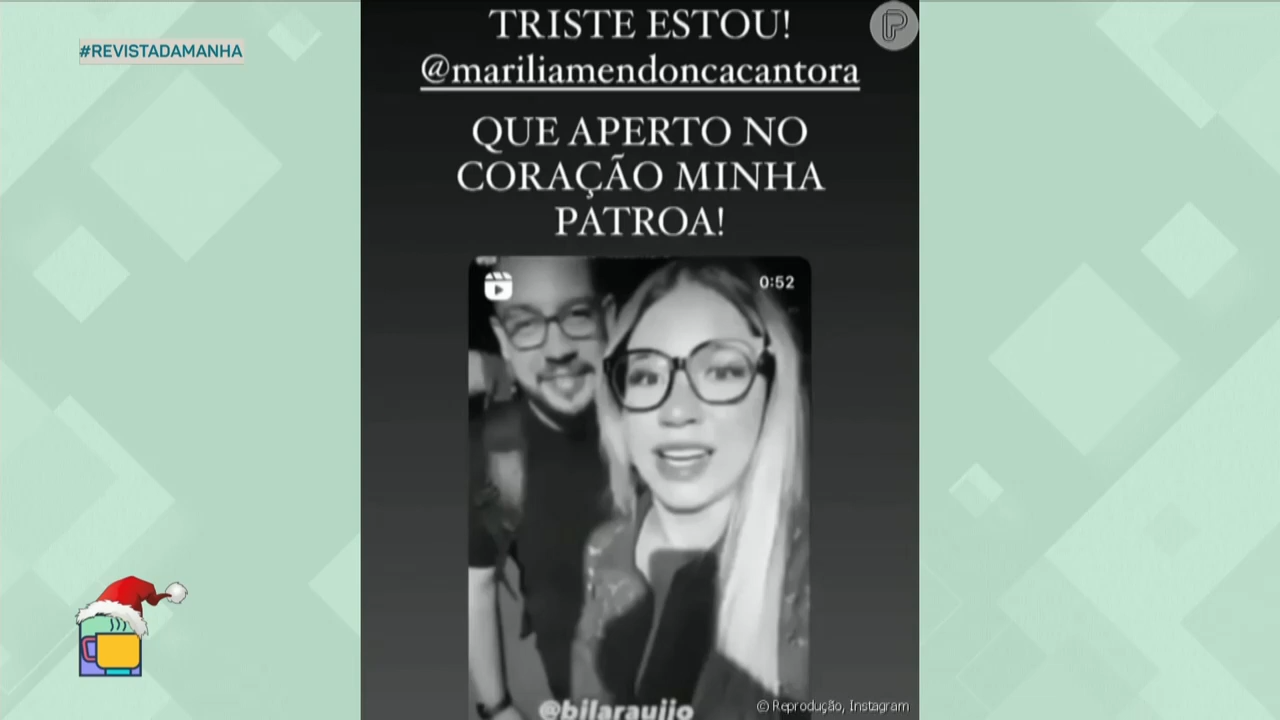 #REVISTADAMANHA
TRISTE ESTOU!
@mariliamendoncacantora
QUE APERTO NO
CORAÇÃO MINHA
PATROA!
0:52
@bilaraujjo
© Reprodução, Instagram